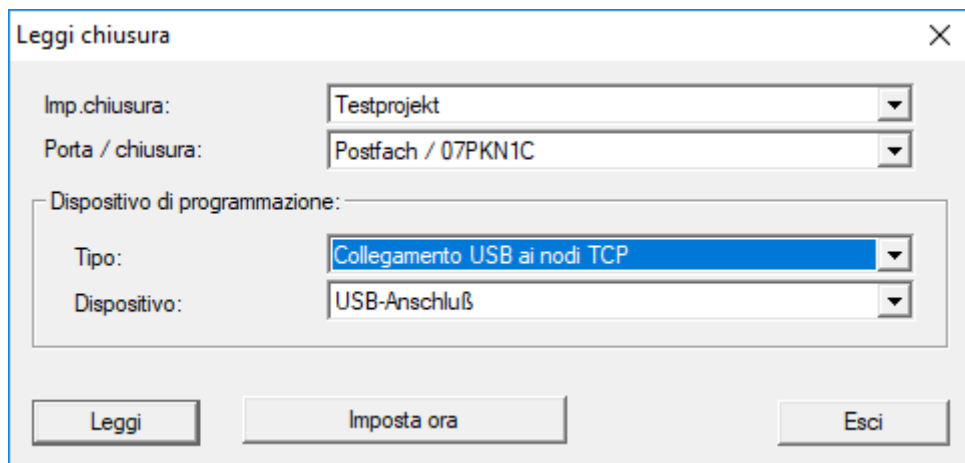 Leggi chiusura
Imp.chiusura: Testprojekt
Porta / chiusura: Postfach / 07PKN1C
Dispositivo di programmazione:
Tipo: Collegamento USB ai nodi TCP
Dispositivo: USB-Anschluß
Leggi Imposta ora Esci